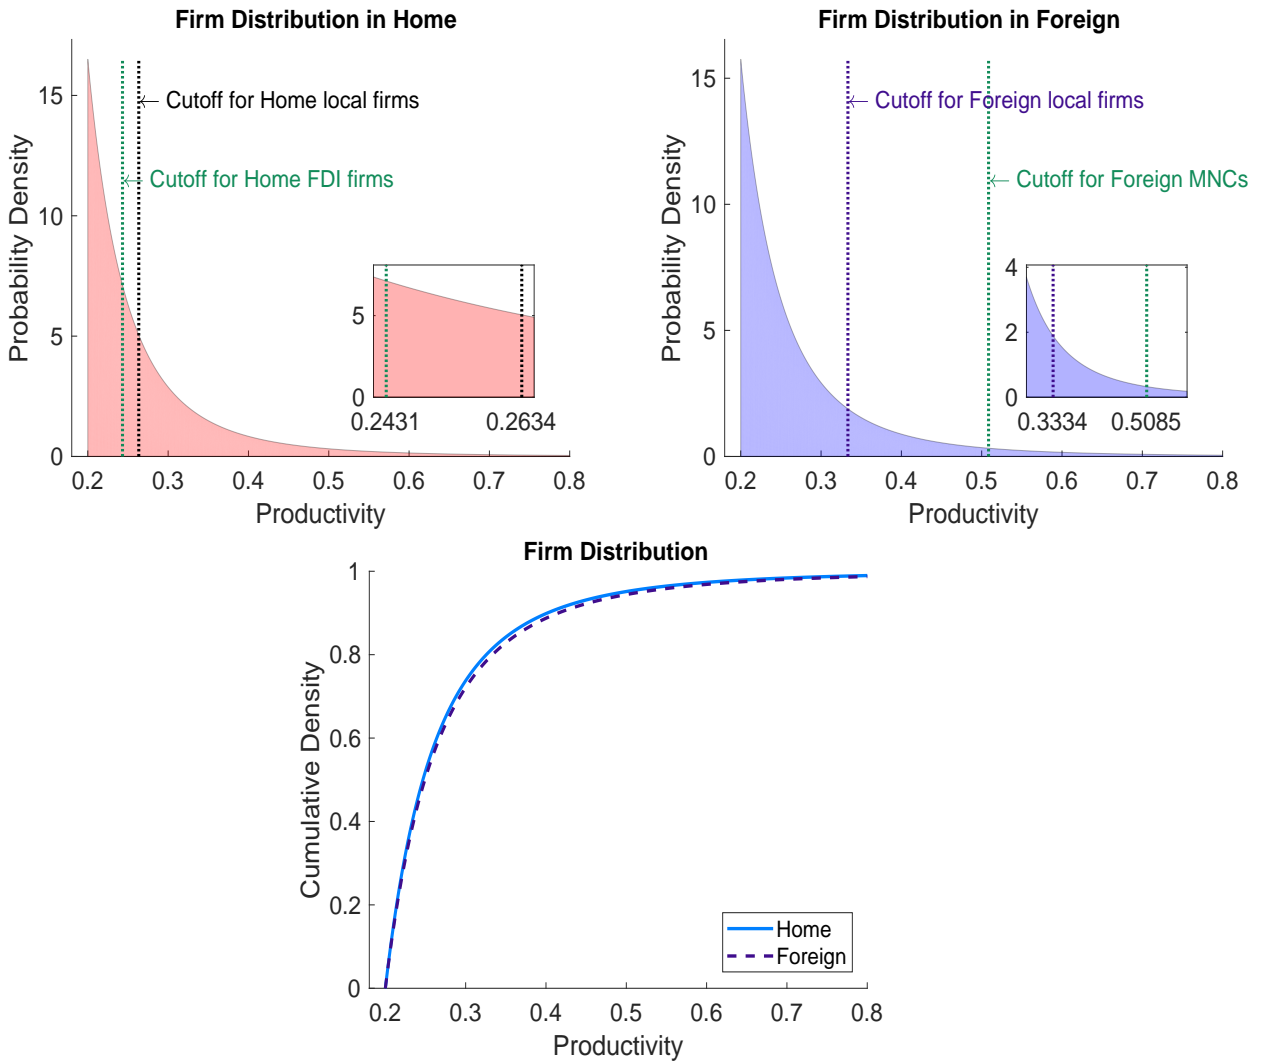 Firm Distribution in Home
Probability Density
15
10
5
0
Cutoff for Home local firms
Cutoff for Home FDI firms
5
0
0.2431 0.2634
0.2 0.3 0.4 0.5 0.6 0.7 0.8
Productivity
Firm Distribution in Foreign
Probability Density
15
10
5
0
Cutoff for Foreign local firms
Cutoff for Foreign MNCs
4
2
0
0.3334 0.5085
0.2 0.3 0.4 0.5 0.6 0.7 0.8
Productivity
Firm Distribution
Cumulative Density
1
0.8
0.6
0.4
0.2
0
Home
Foreign
0.2 0.3 0.4 0.5 0.6 0.7 0.8
Productivity